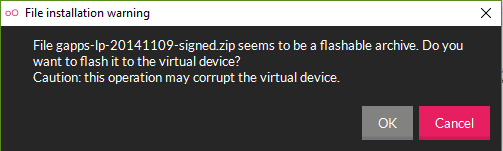 File installation warning
File gapps-lp-20141109-signed.zip seems to be a flashable archive. Do you
want to flash it to the virtual device?
Caution: this operation may corrupt the virtual device.
OK
Cancel